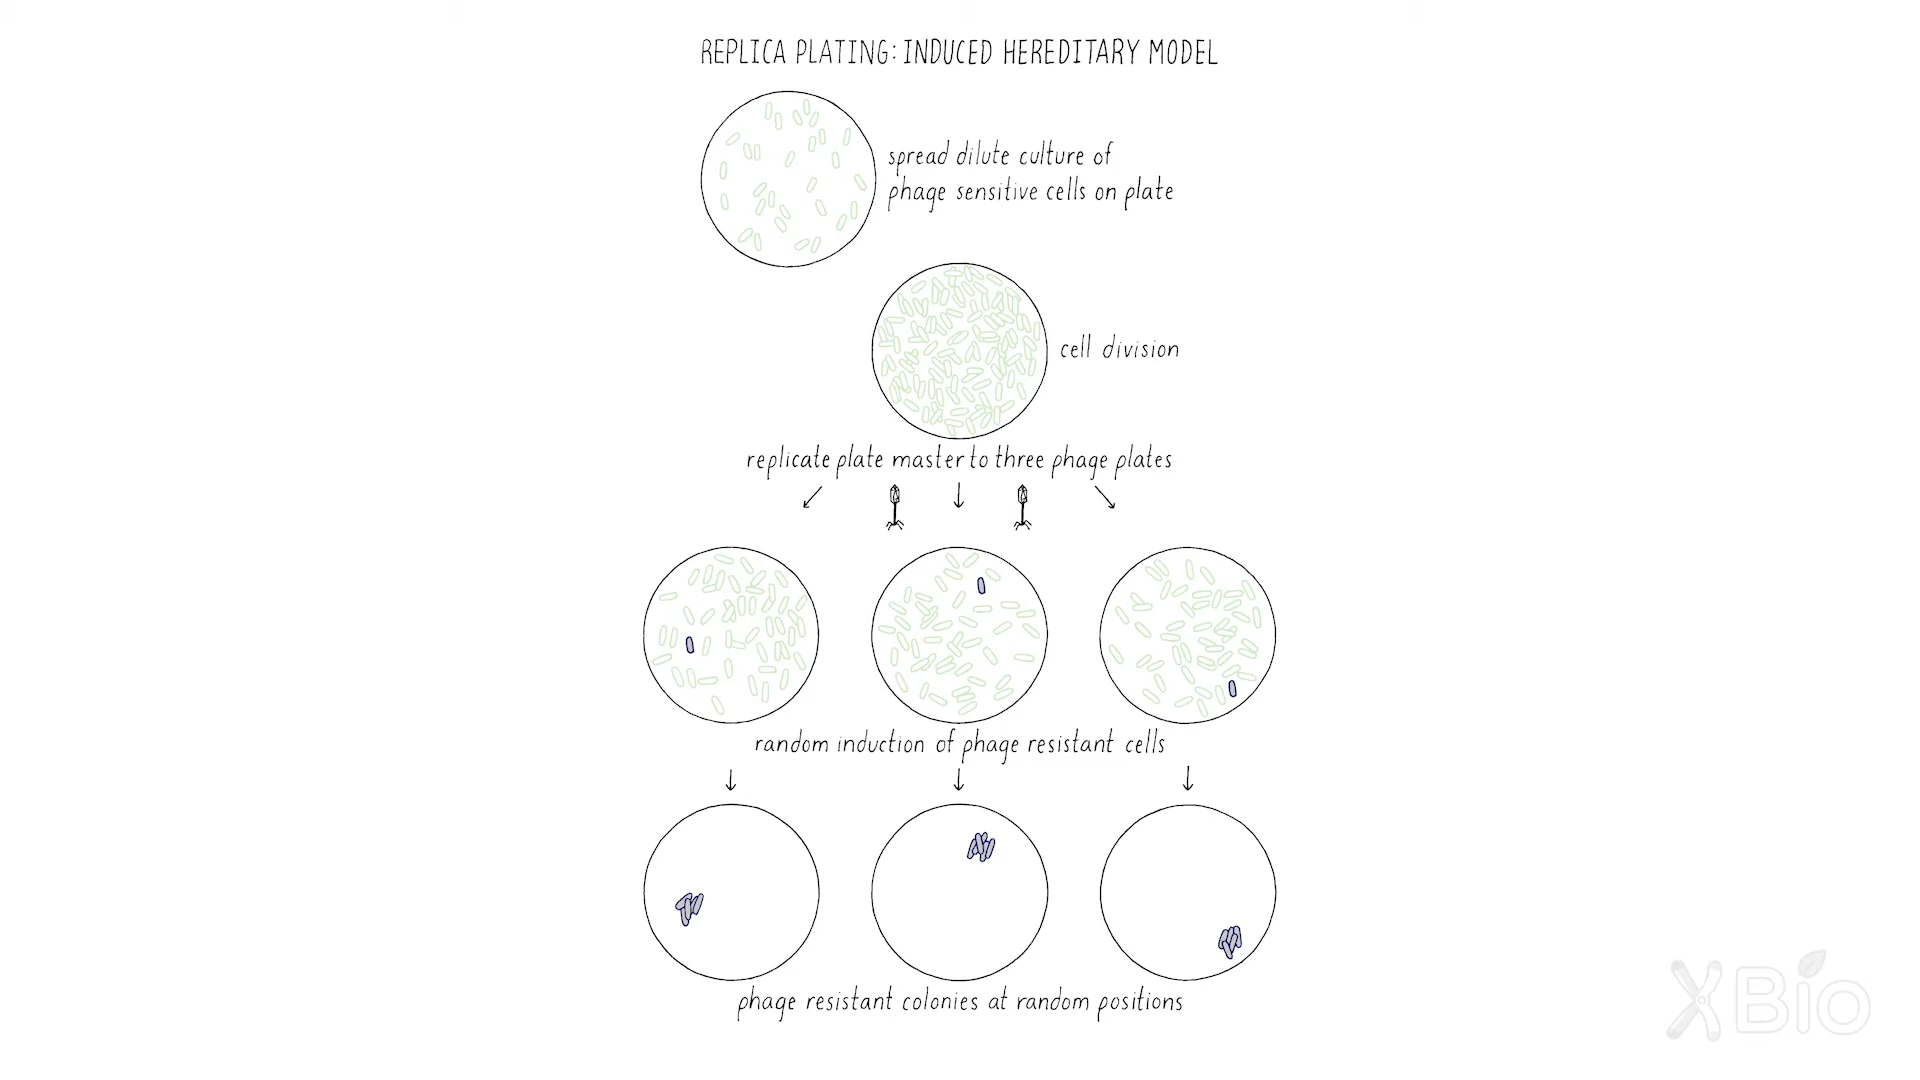 REPLICA PLATING: INDUCED HEREDITARY MODEL
spread dilute culture of
phage sensitive cells on plate
cell division
replicate plate master to three phage plates
random induction of phage resistant cells
phage resistant colonies at random positions
XBio